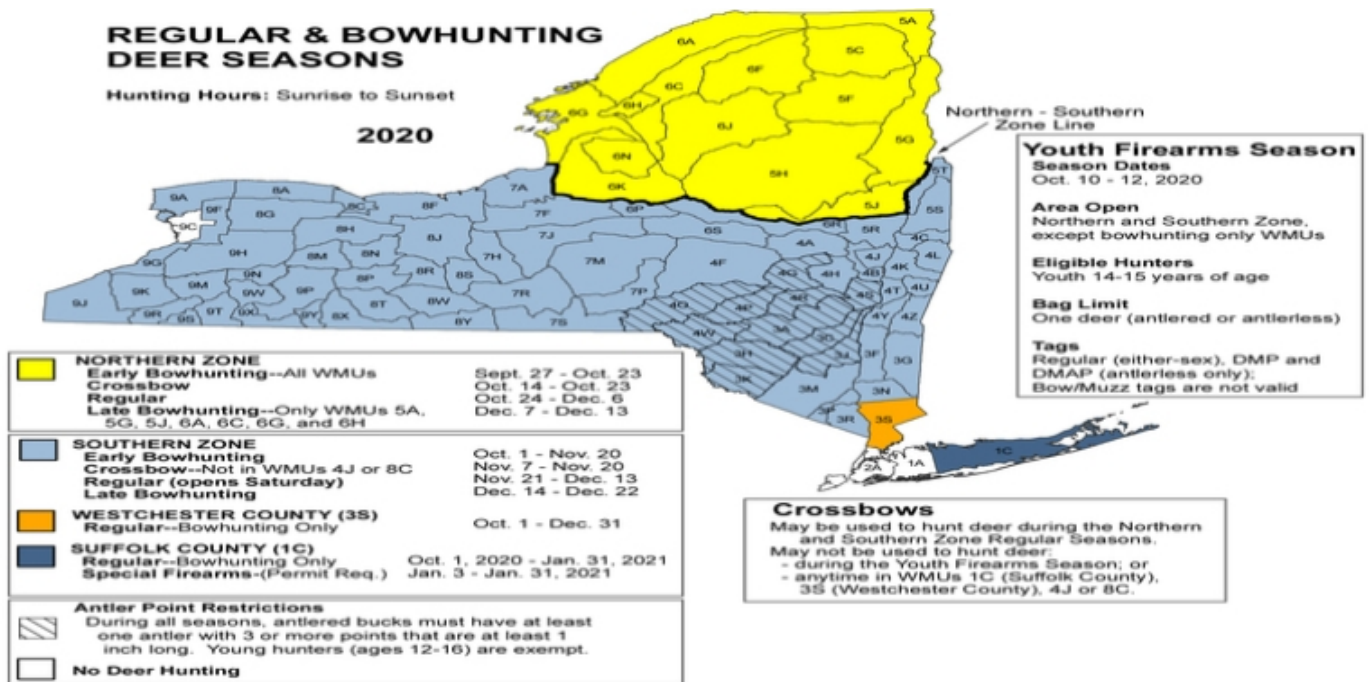 REGULAR & BOWHUNTING
DEER SEASONS
Hunting Hours: Sunrise to Sunset
2020
Northern - Southern
Zone Line
Youth Firearms Season
Season Dates
Oct. 10 - 12, 2020
Area Open
Northern and Southern Zone,
except bowhunting only WMUs
Eligible Hunters
Youth 14-15 years of age
Bag Limit
One deer (antlered or antlerless)
Tags
Regular (either-sex), DMP and
DMAP (antlerless only);
Bow/Muzz tags are not valid
5A
6A
5C
6F
6C
5F
6H
6G
6J
5G
6N
5H
6K
5J
5T
9A
8A
7A
9F
8C
8F
8G
7F
6P
5S
9C
6R
5R
8H
8J
7J
6S
4A
4C
9G
9H
8M
8N
7H
7M
4F
4J
4L
4G
4H
4B
4K
9N
8P
8R
8S
9J
9K
9M
9W
9P
7R
7P
4U
4T
4S
4R
4O
4P
9R
9S
9T
9X
9Y
8X
8T
8W
8Y
7S
4Y
4Z
4W
3A
3H
3J
3F
3G
3K
3M
3N
3P
3R
3S
2A
1A
1C
NORTHERN ZONE
Early Bowhunting--All WMUs Sept. 27 - Oct. 23
Crossbow Oct. 14 - Oct. 23
Regular Oct. 24 - Dec. 6
Late Bowhunting--Only WMUs 5A, Dec. 7 - Dec. 13
5G, 5J, 6A, 6C, 6G, and 6H
SOUTHERN ZONE
Early Bowhunting Oct. 1 - Nov. 20
Crossbow--Not in WMUs 4J or 8C Nov. 7 - Nov. 20
Regular (opens Saturday) Nov. 21 - Dec. 13
Late Bowhunting Dec. 14 - Dec. 22
WESTCHESTER COUNTY (3S)
Regular--Bowhunting Only Oct. 1 - Dec. 31
SUFFOLK COUNTY (1C)
Regular--Bowhunting Only Oct. 1, 2020 - Jan. 31, 2021
Special Firearms-(Permit Req.) Jan. 3 - Jan. 31, 2021
Antler Point Restrictions
During all seasons, antlered bucks must have at least
one antler with 3 or more points that are at least 1
inch long. Young hunters (ages 12-16) are exempt.
No Deer Hunting
Crossbows
May be used to hunt deer during the Northern
and Southern Zone Regular Seasons.
May not be used to hunt deer:
- during the Youth Firearms Season; or
- anytime in WMUs 1C (Suffolk County),
3S (Westchester County), 4J or 8C.